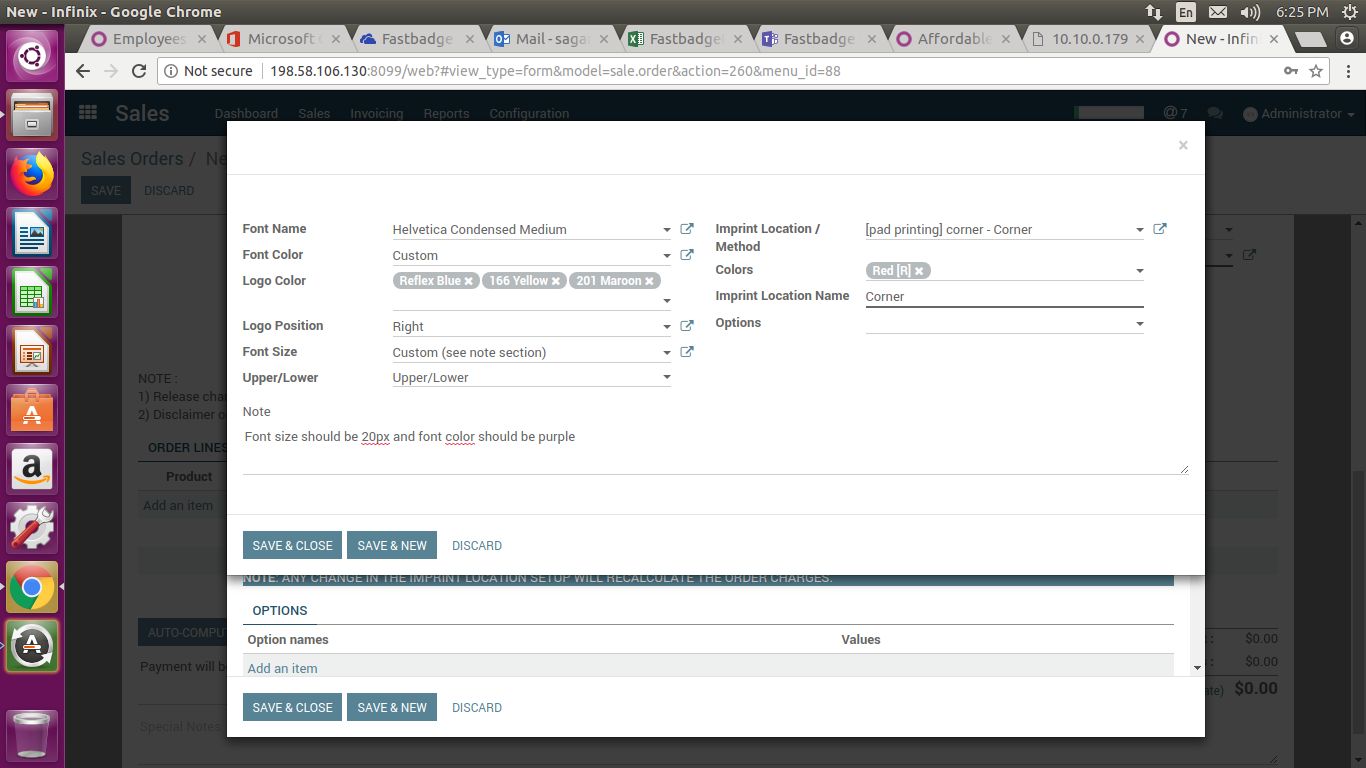 New - Infinix - Google Chrome
En
6:25 PM
Employees
Microsoft
Fastbadge
Mail - saga
Fastbadge
Fastbadge
Affordable
10.10.0.179
New - Infin
Not secure
198.58.106.130:8099/web?#view_type=form&model=sale.order&action=260&menu_id=88
Sales
Dashboard
Sales
Invoicing
Reports
Configuration
@7
Administrator
Sales Orders /
SAVE
DISCARD
×
Font Name
Helvetica Condensed Medium
Font Color
Custom
Logo Color
Reflex Blue ×
166 Yellow ×
201 Maroon ×
Logo Position
Right
Font Size
Custom (see note section)
Upper/Lower
Upper/Lower
Imprint Location /
Method
[pad printing] corner - Corner
Colors
Red [R] ×
Imprint Location Name
Corner
Options
Note
Font size should be 20px and font color should be purple
NOTE :
1) Release cha
2) Disclaimer o
ORDER LINES
Product
Add an item
SAVE & CLOSE
SAVE & NEW
DISCARD
NOTE: ANY CHANGE IN THE IMPRINT LOCATION SETUP WILL RECALCULATE THE ORDER CHARGES.
OPTIONS
Option names
Values
Add an item
SAVE & CLOSE
SAVE & NEW
DISCARD
AUTO-COMPU
Payment will be
Special Notes
: $0.00
: $0.00
ate) $0.00